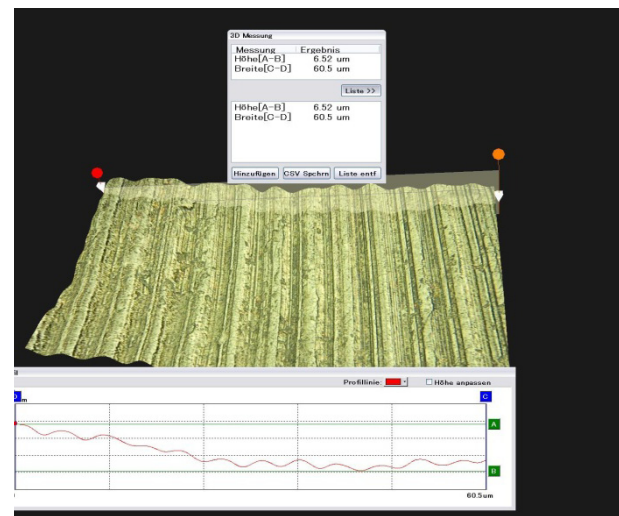 3D Messung
Messung Ergebnis
Höhe[A-B] 6.52 um
Breite[C-D] 60.5 um
Liste >>
Höhe[A-B] 6.52 um
Breite[C-D] 60.5 um
Hinzufügen CSV Spchrn Liste entf
Profillinie: Höhe anpassen
C
A
B
60.5um